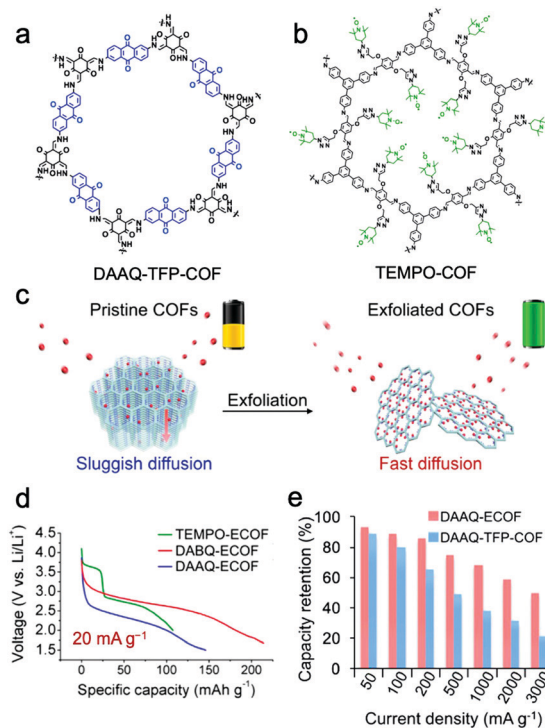 a
b
DAAQ-TFP-COF
TEMPO-COF
c
Pristine COFs
Exfoliated COFs
Exfoliation
Sluggish diffusion
Fast diffusion
d
Voltage (V vs. Li/Li⁺)
4.5
4.0
3.5
3.0
2.5
2.0
1.5
TEMPO-ECOF
DABQ-ECOF
DAAQ-ECOF
20 mA g⁻¹
0 50 100 150 200
Specific capacity (mAh g⁻¹)
e
Capacity retention (%)
100
80
60
40
20
0
DAAQ-ECOF
DAAQ-TFP-COF
50 100 200 500 1000 2000 3000
Current density (mA g⁻¹)